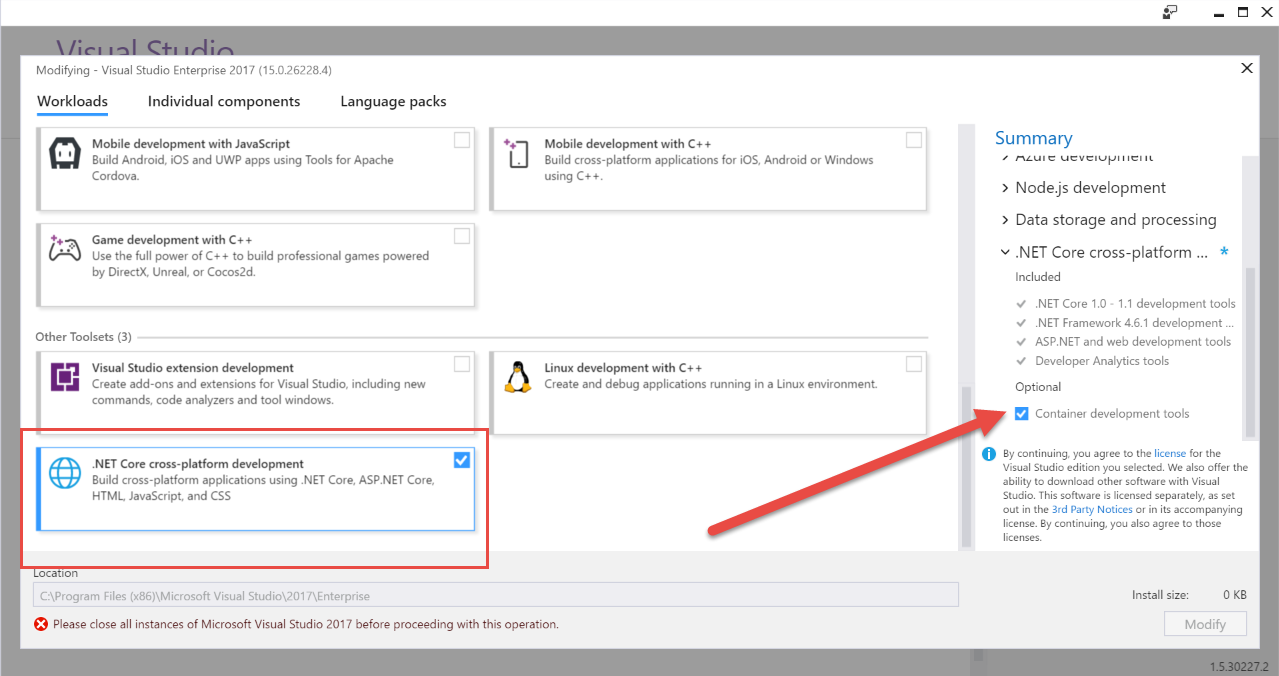 Visual Studio
Modifying - Visual Studio Enterprise 2017 (15.0.26228.4)
Workloads
Individual components
Language packs
Mobile development with JavaScript
Build Android, iOS and UWP apps using Tools for Apache
Cordova.
Mobile development with C++
Build cross-platform applications for iOS, Android or Windows
using C++.
Game development with C++
Use the full power of C++ to build professional games powered
by DirectX, Unreal, or Cocos2d.
Other Toolsets (3)
Visual Studio extension development
Create add-ons and extensions for Visual Studio, including new
commands, code analyzers and tool windows.
Linux development with C++
Create and debug applications running in a Linux environment.
.NET Core cross-platform development
Build cross-platform applications using .NET Core, ASP.NET Core,
HTML, JavaScript, and CSS
Summary
Azure development
Node.js development
Data storage and processing
.NET Core cross-platform ... *
Included
.NET Core 1.0 - 1.1 development tools
.NET Framework 4.6.1 development ...
ASP.NET and web development tools
Developer Analytics tools
Optional
Container development tools
By continuing, you agree to the license for the
Visual Studio edition you selected. We also offer the
ability to download other software with Visual
Studio. This software is licensed separately, as set
out in the 3rd Party Notices or in its accompanying
license. By continuing, you also agree to those
licenses.
Location
C:\Program Files (x86)\Microsoft Visual Studio\2017\Enterprise
Install size: 0 KB
Please close all instances of Microsoft Visual Studio 2017 before proceeding with this operation.
Modify
1.5.30227.2